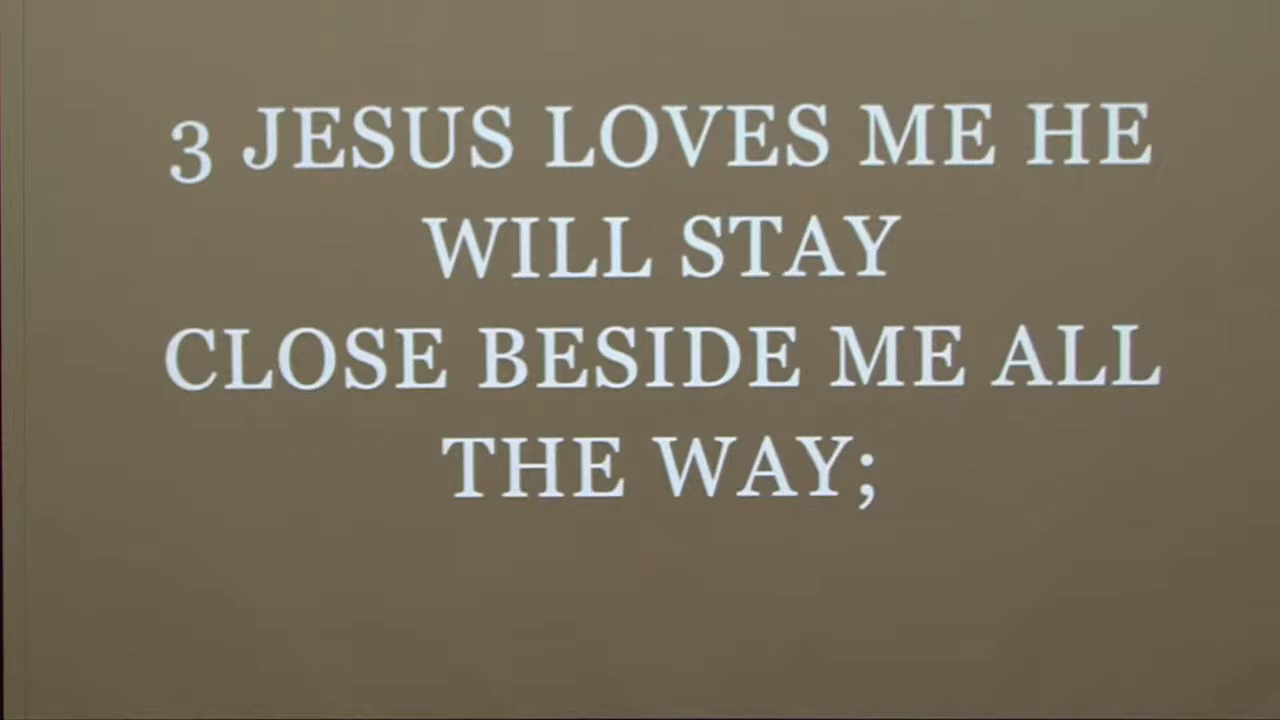 3 JESUS LOVES ME HE
WILL STAY
CLOSE BESIDE ME ALL
THE WAY;